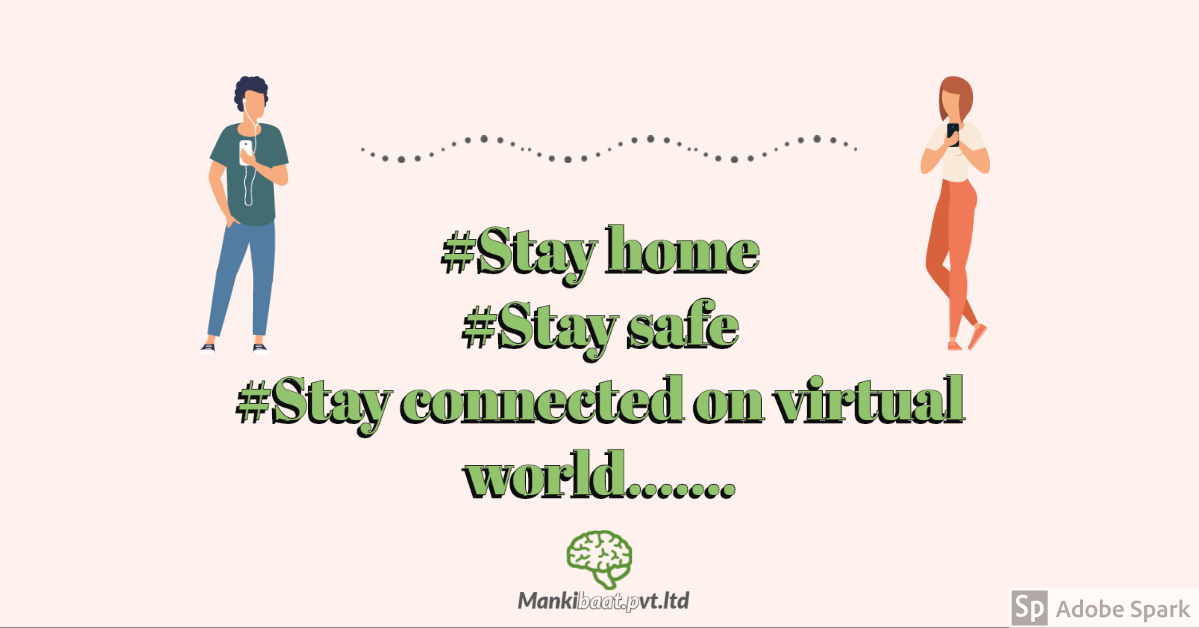 #Stay home
#Stay safe
#Stay connected on virtual
world.......
Mankibaat.pvt.ltd
Sp Adobe Spark